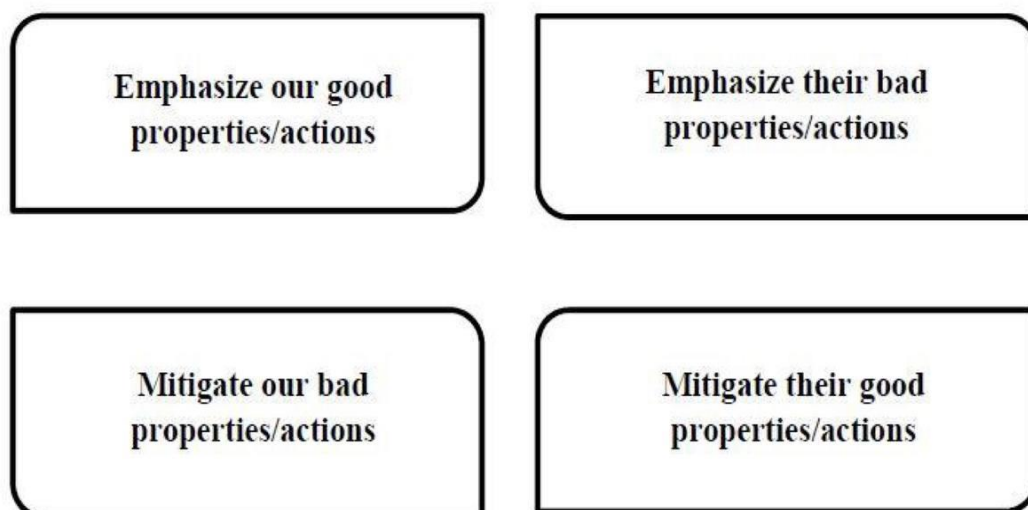 Emphasize our good
properties/actions
Emphasize their bad
properties/actions
Mitigate our bad
properties/actions
Mitigate their good
properties/actions